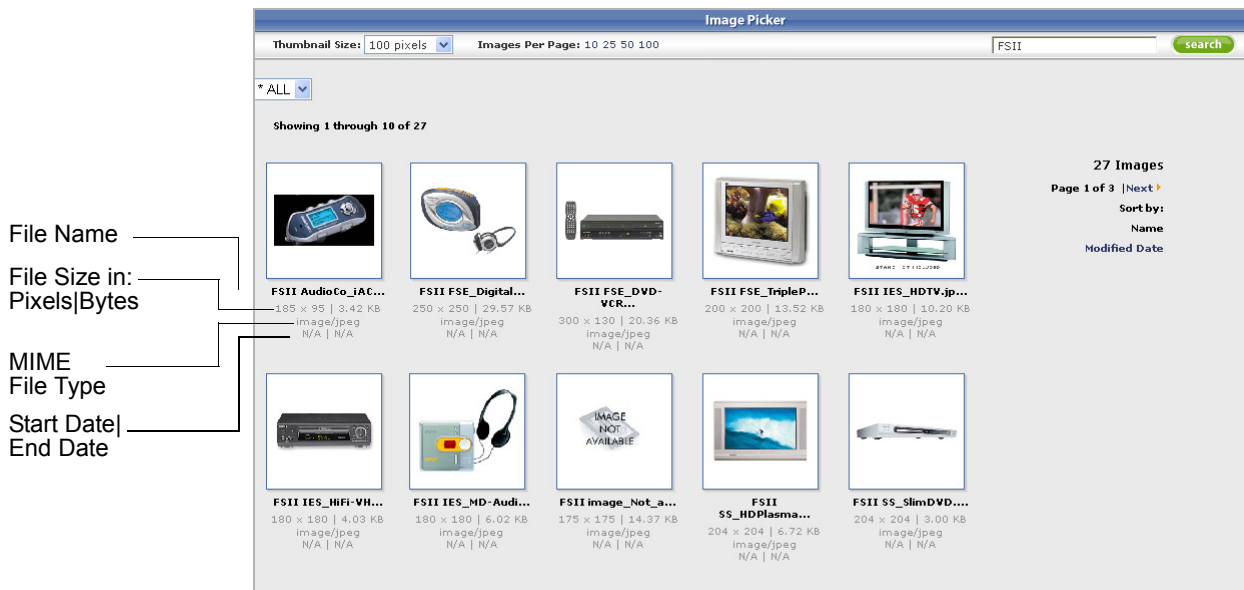 Image Picker
Thumbnail Size: 100 pixels Images Per Page: 10 25 50 100 FSII search
* ALL
Showing 1 through 10 of 27
27 Images
Page 1 of 3 |Next
Sort by:
Name
Modified Date
File Name
File Size in:
Pixels|Bytes
MIME
File Type
Start Date|
End Date
FSII AudioCo_iAC...
185 x 95 | 3.42 KB
image/jpeg
N/A | N/A
FSII FSE_Digital...
250 x 250 | 29.57 KB
image/jpeg
N/A | N/A
FSII FSE_DVD-
VCR...
300 x 130 | 20.36 KB
image/jpeg
N/A | N/A
FSII FSE_TripleP...
200 x 200 | 13.52 KB
image/jpeg
N/A | N/A
FSII IES_HDTV.jp...
180 x 180 | 10.20 KB
image/jpeg
N/A | N/A
FSII IES_HiFi-VH...
180 x 180 | 4.03 KB
image/jpeg
N/A | N/A
FSII IES_MD-Audi...
180 x 180 | 6.02 KB
image/jpeg
N/A | N/A
IMAGE
NOT
AVAILABLE
FSII image_Not_a...
175 x 175 | 14.37 KB
image/jpeg
N/A | N/A
FSII
SS_HDPlasma...
204 x 204 | 6.72 KB
image/jpeg
N/A | N/A
FSII SS_SlimDVD....
204 x 204 | 3.00 KB
image/jpeg
N/A | N/A